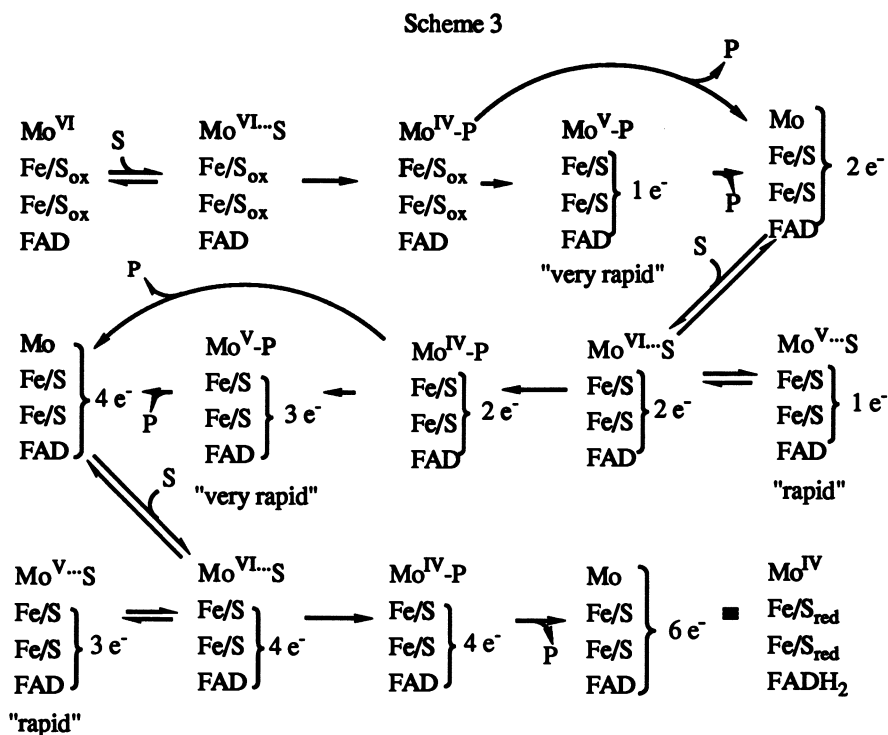 Scheme 3
P
Mo^VI S Mo^VI...S Mo^IV-P Mo^V-P Mo
Fe/S_ox Fe/S_ox Fe/S_ox Fe/S Fe/S
Fe/S_ox Fe/S_ox Fe/S_ox Fe/S 1 e^- P Fe/S 2 e^-
FAD FAD FAD FAD FAD
"very rapid" S
P
Mo Mo^V-P Mo^IV-P Mo^VI...S Mo^V...S
Fe/S Fe/S Fe/S Fe/S Fe/S
Fe/S 4 e^- P Fe/S 3 e^- Fe/S 2 e^- Fe/S 2 e^- Fe/S 1 e^-
FAD FAD FAD FAD FAD
S "very rapid" "rapid"
Mo^V...S Mo^VI...S Mo^IV-P Mo Mo^IV
Fe/S Fe/S Fe/S Fe/S Fe/S_red
Fe/S 3 e^- Fe/S 4 e^- Fe/S 4 e^- P Fe/S 6 e^- ≡ Fe/S_red
FAD FAD FAD FAD FADH_2
"rapid"